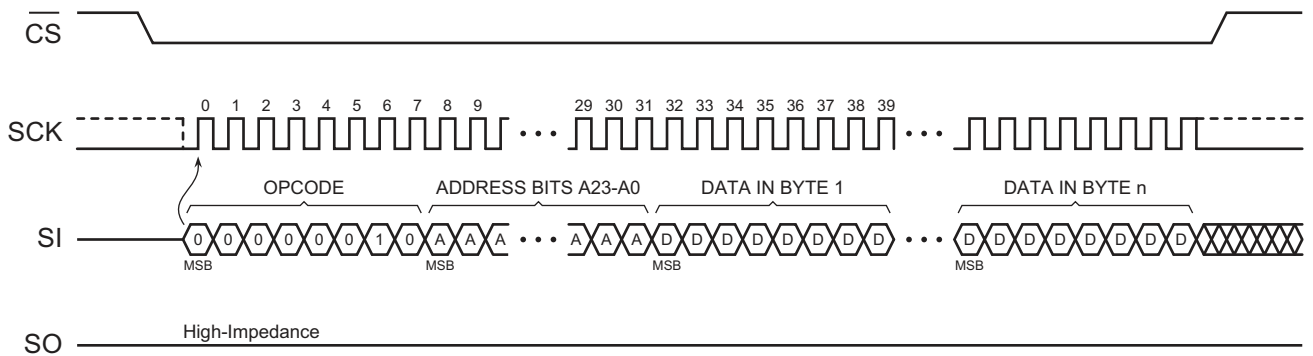 CS
0 1 2 3 4 5 6 7 8 9 29 30 31 32 33 34 35 36 37 38 39
SCK • • • • • •
OPCODE ADDRESS BITS A23-A0 DATA IN BYTE 1 DATA IN BYTE n
SI 0 0 0 0 0 0 1 0 A A A • • • A A A D D D D D D D D • • • D D D D D D D D
MSB MSB MSB MSB
High-Impedance
SO